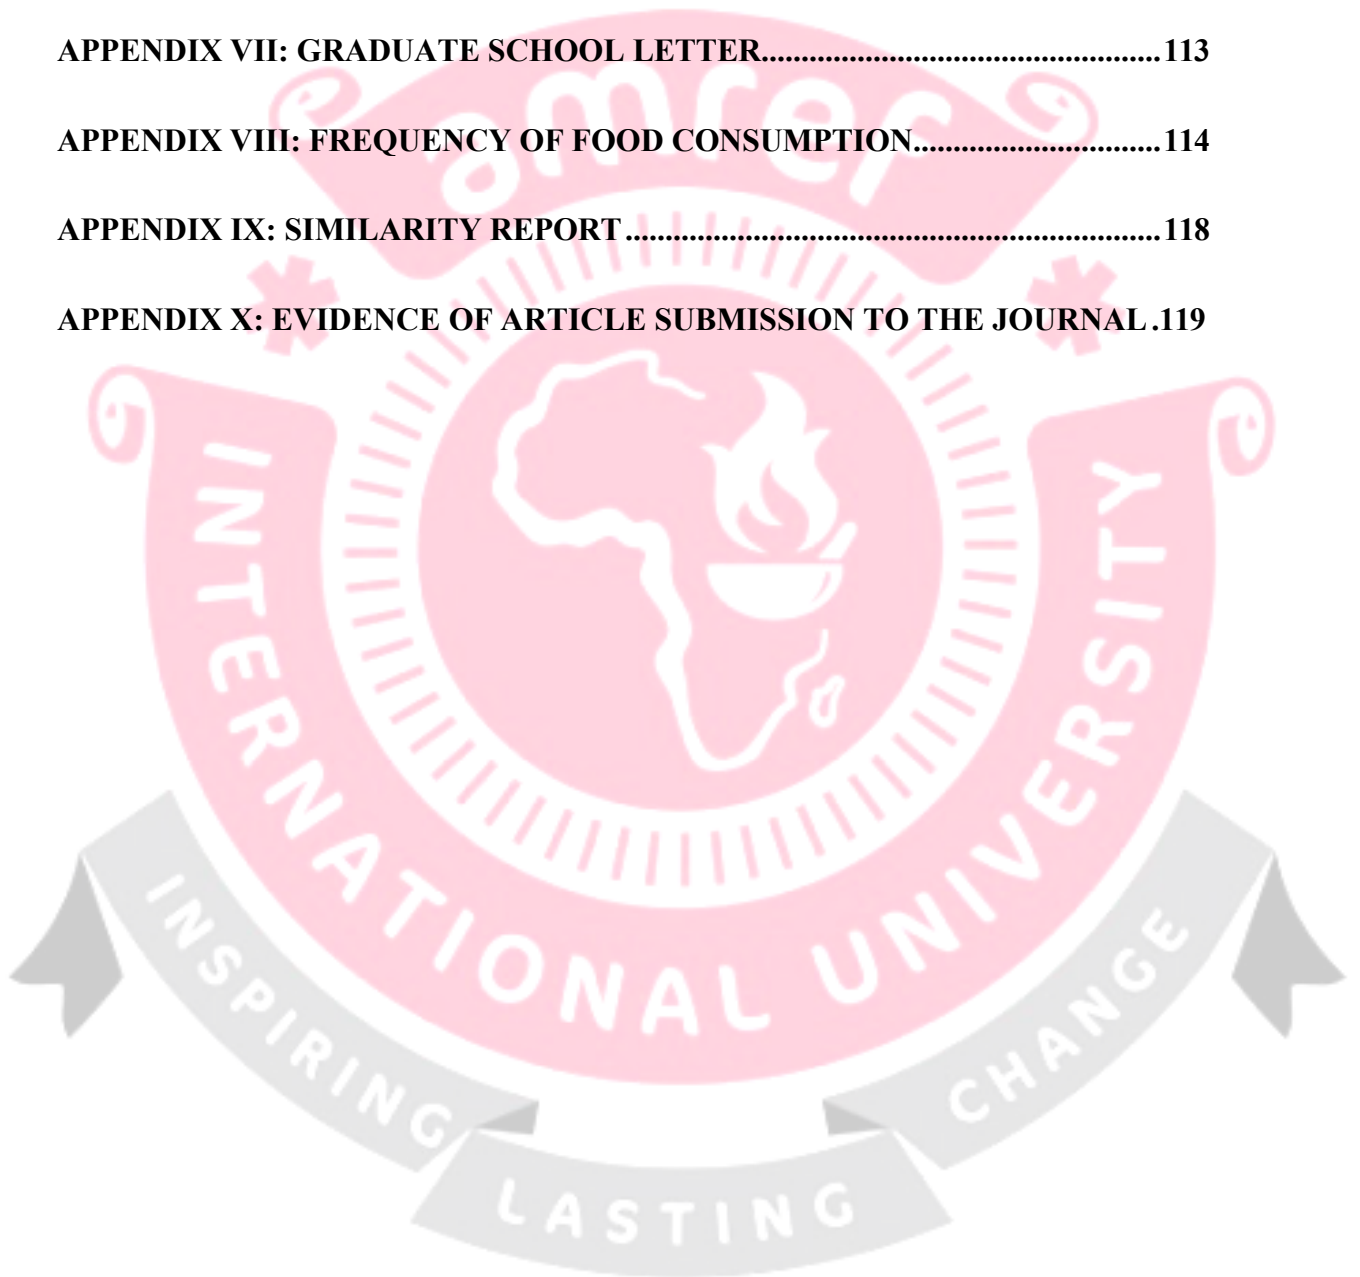 APPENDIX VII: GRADUATE SCHOOL LETTER..................................................113
APPENDIX VIII: FREQUENCY OF FOOD CONSUMPTION...............................114
APPENDIX IX: SIMILARITY REPORT...................................................................118
APPENDIX X: EVIDENCE OF ARTICLE SUBMISSION TO THE JOURNAL.119
amref
INTERNATIONAL UNIVERSITY
INSPIRING LASTING CHANGE